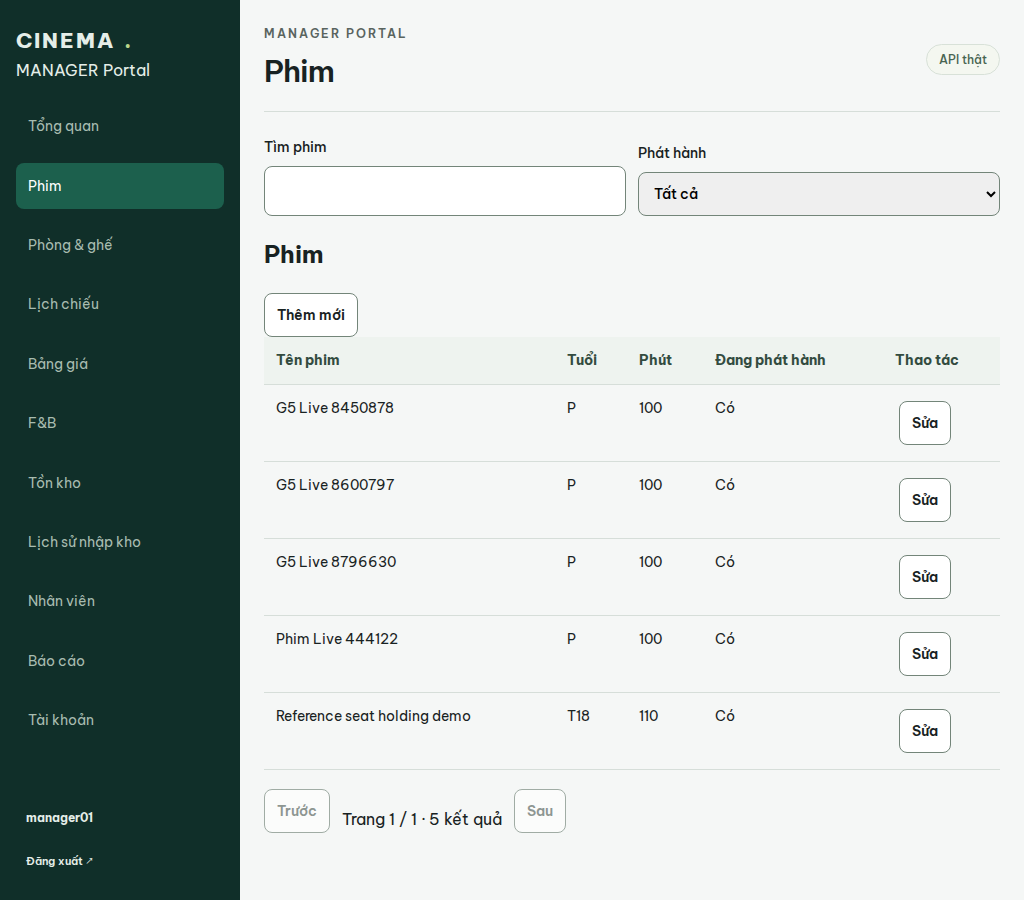 CINEMA .
MANAGER Portal
Tổng quan
Phim
Phòng & ghế
Lịch chiếu
Bảng giá
F&B
Tồn kho
Lịch sử nhập kho
Nhân viên
Báo cáo
Tài khoản
manager01
Đăng xuất ↗
MANAGER PORTAL
Phim
API thật
Tìm phim
Phát hành
Tất cả
Phim
Thêm mới
Tên phim Tuổi Phút Đang phát hành Thao tác
G5 Live 8450878 P 100 Có Sửa
G5 Live 8600797 P 100 Có Sửa
G5 Live 8796630 P 100 Có Sửa
Phim Live 444122 P 100 Có Sửa
Reference seat holding demo T18 110 Có Sửa
Trước Trang 1 / 1 · 5 kết quả Sau